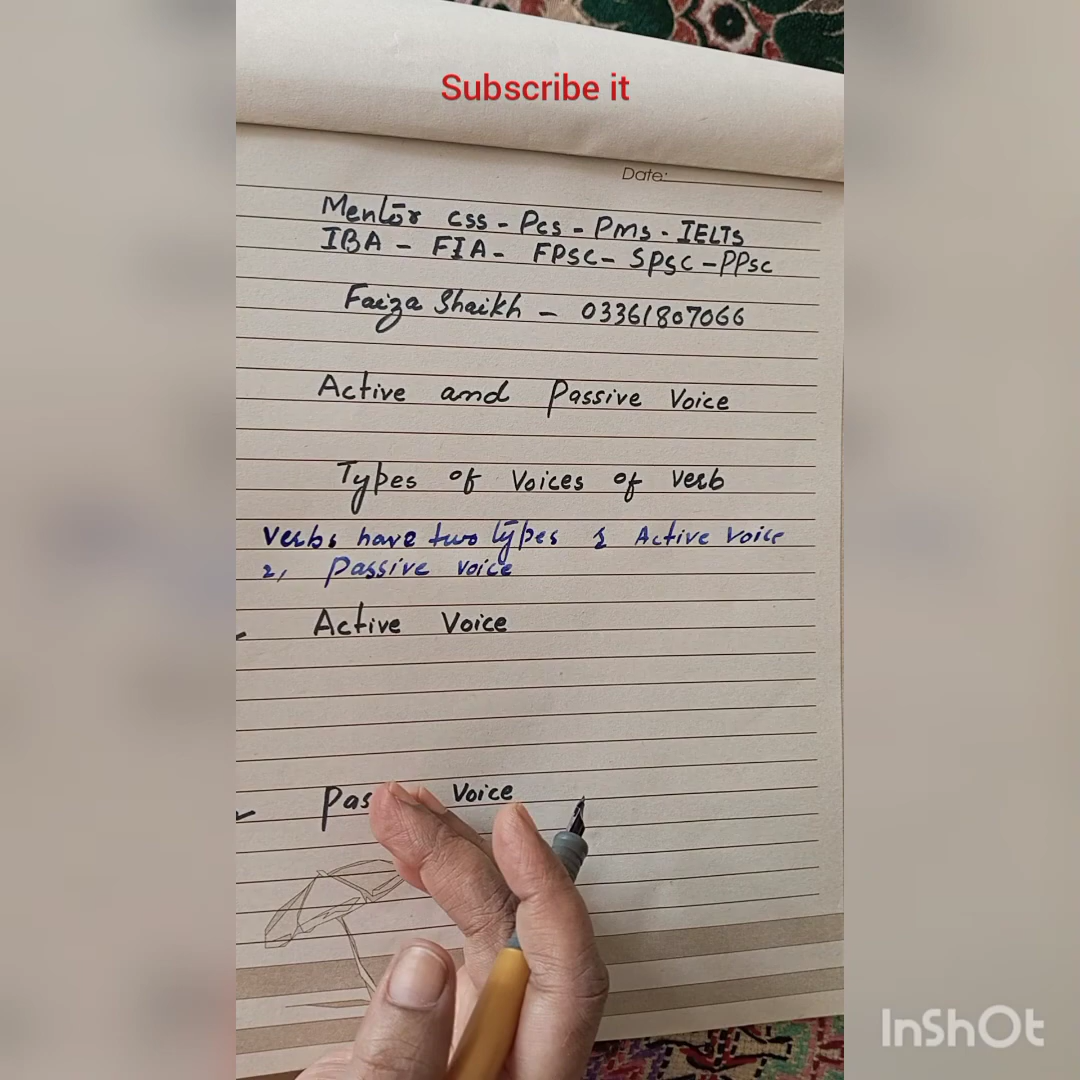 Subscribe it
Date:
Mentor css - Pcs - PMs - IELTS
IBA - FIA - FPSC - SPSC - PPSC
Faiza Shaikh - 03361807066
Active and Passive Voice
Types of Voices of Verb
Verbs have two types 1 Active Voice
2, Passive Voice
Active Voice
Pas Voice
InShOt